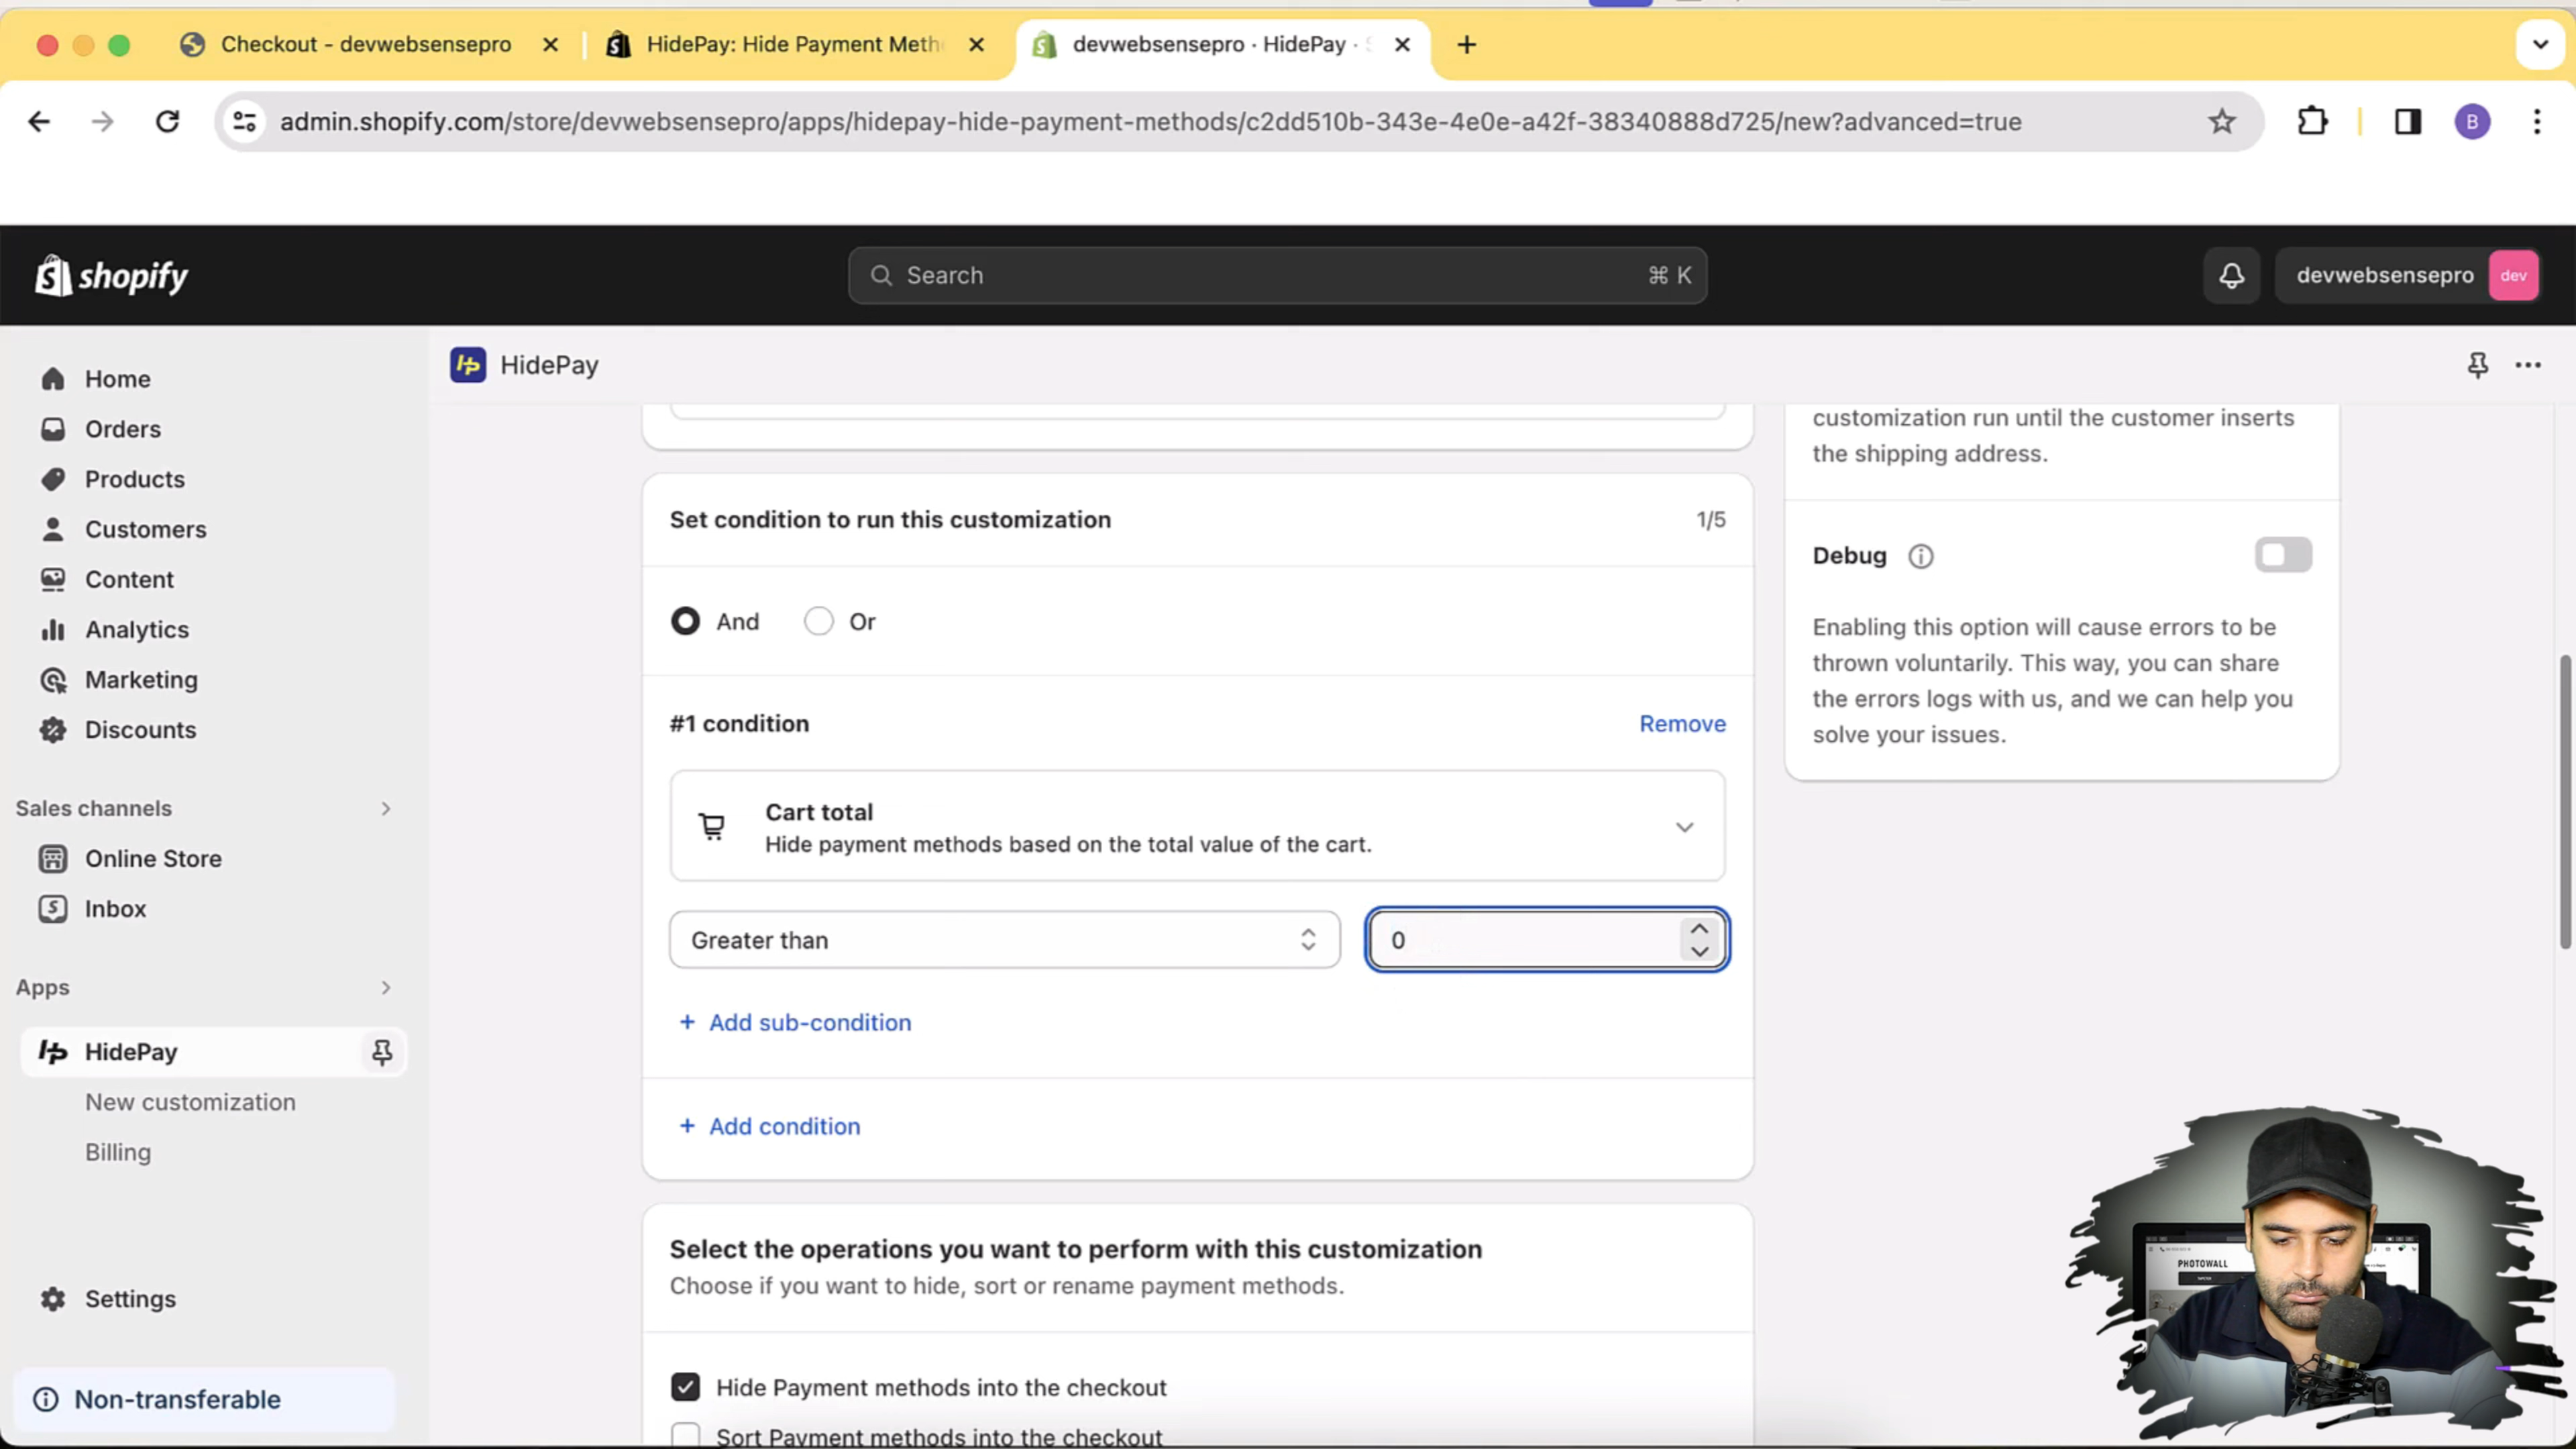 Checkout - devwebsensepro
HidePay: Hide Payment Meth
devwebsensepro · HidePay ·
admin.shopify.com/store/devwebsensepro/apps/hidepay-hide-payment-methods/c2dd510b-343e-4e0e-a42f-38340888d725/new?advanced=true
B
shopify
Search
⌘ K
devwebsensepro
dev
Home
Orders
Products
Customers
Content
Analytics
Marketing
Discounts
Sales channels
Online Store
Inbox
Apps
HidePay
New customization
Billing
Settings
Non-transferable
HidePay
Set condition to run this customization
1/5
And
Or
#1 condition
Remove
Cart total
Hide payment methods based on the total value of the cart.
Greater than
0
+ Add sub-condition
+ Add condition
Select the operations you want to perform with this customization
Choose if you want to hide, sort or rename payment methods.
Hide Payment methods into the checkout
Sort Payment methods into the checkout
customization run until the customer inserts
the shipping address.
Debug
Enabling this option will cause errors to be
thrown voluntarily. This way, you can share
the errors logs with us, and we can help you
solve your issues.
PHOTOWALL